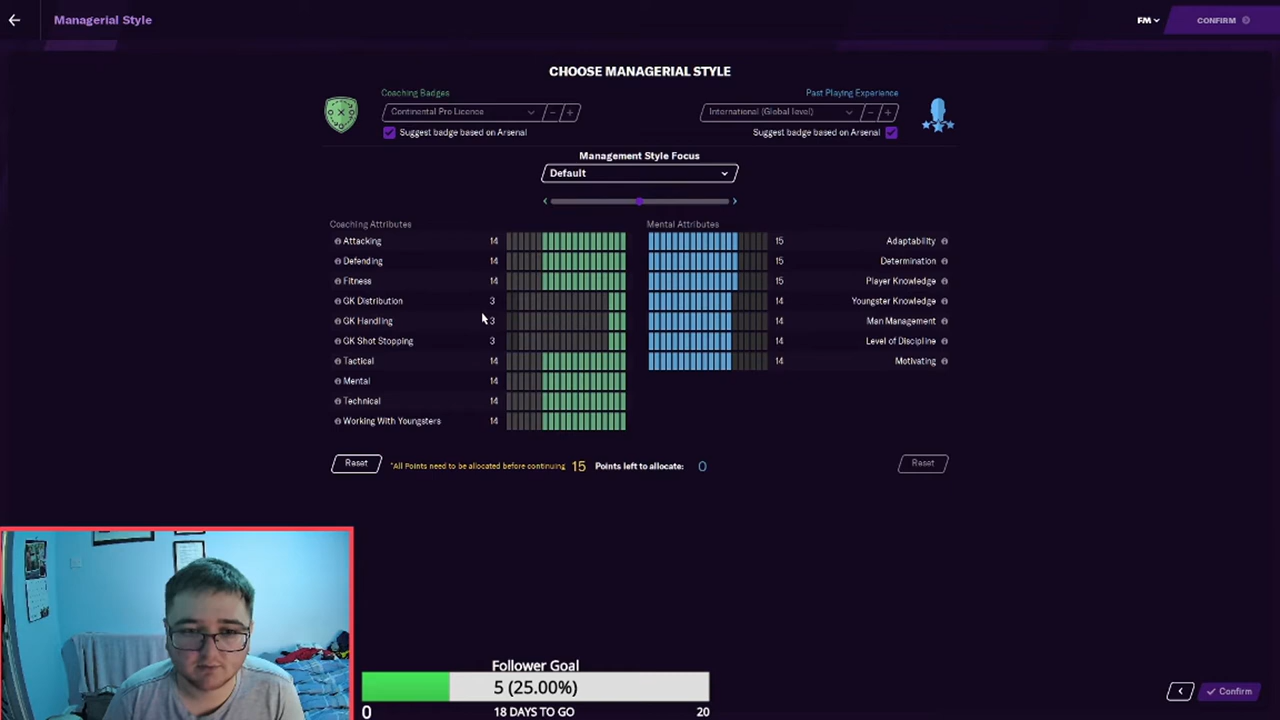 Managerial Style
FM
CONFIRM
CHOOSE MANAGERIAL STYLE
Coaching Badges
Past Playing Experience
Continental Pro Licence
International (Global level)
Suggest badge based on Arsenal
Suggest badge based on Arsenal
Management Style Focus
Default
Coaching Attributes
Mental Attributes
Attacking 14
15 Adaptability
Defending 14
15 Determination
Fitness 14
15 Player Knowledge
GK Distribution 3
14 Youngster Knowledge
GK Handling 3
14 Man Management
GK Shot Stopping 3
14 Level of Discipline
Tactical 14
14 Motivating
Mental 14
Technical 14
Working With Youngsters 14
Reset
*All Points need to be allocated before continuing 15 Points left to allocate: 0
Reset
Follower Goal
5 (25.00%)
0 18 DAYS TO GO 20
Confirm